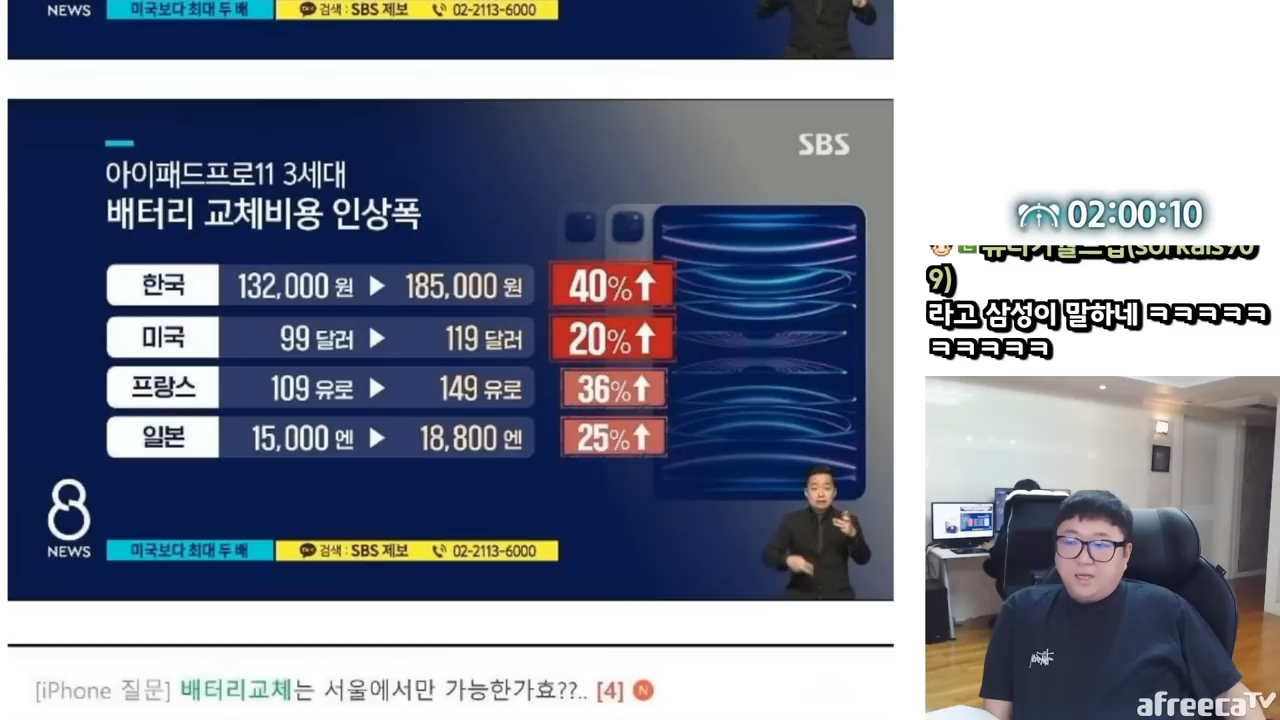 NEWS
미국보다 최대 두 배
검색 : SBS 제보 02-2113-6000
SBS
아이패드프로11 3세대
배터리 교체비용 인상폭
한국 132,000 원 ▶ 185,000 원 40%↑
미국 99 달러 ▶ 119 달러 20%↑
프랑스 109 유로 ▶ 149 유로 36%↑
일본 15,000 엔 ▶ 18,800 엔 25%↑
8
NEWS
미국보다 최대 두 배
검색 : SBS 제보 02-2113-6000
[iPhone 질문] 배터리교체는 서울에서만 가능한가효??.. [4] N
02:00:10
9)
라고 삼성이 말하네 ㅋㅋㅋㅋㅋ
ㅋㅋㅋㅋㅋ
afreecaTV